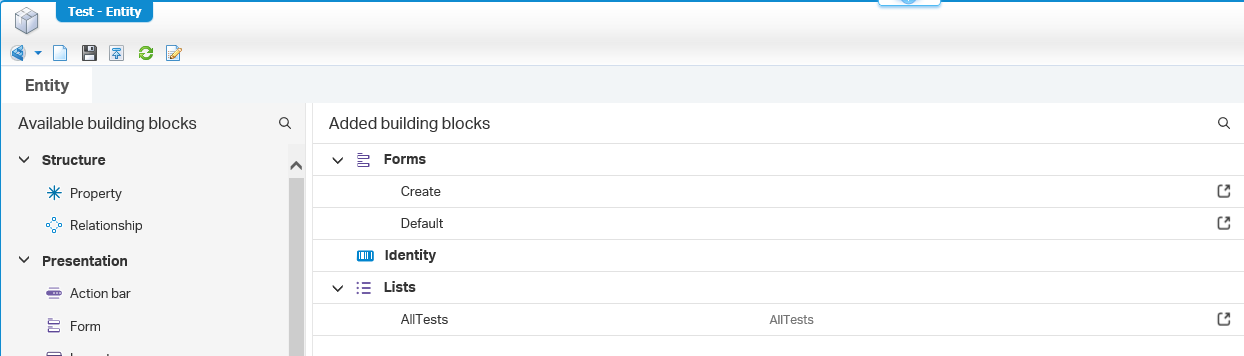 Test - Entity
Entity
Available building blocks
Structure
Property
Relationship
Presentation
Action bar
Form
Added building blocks
Forms
Create
Default
Identity
Lists
AllTests AllTests